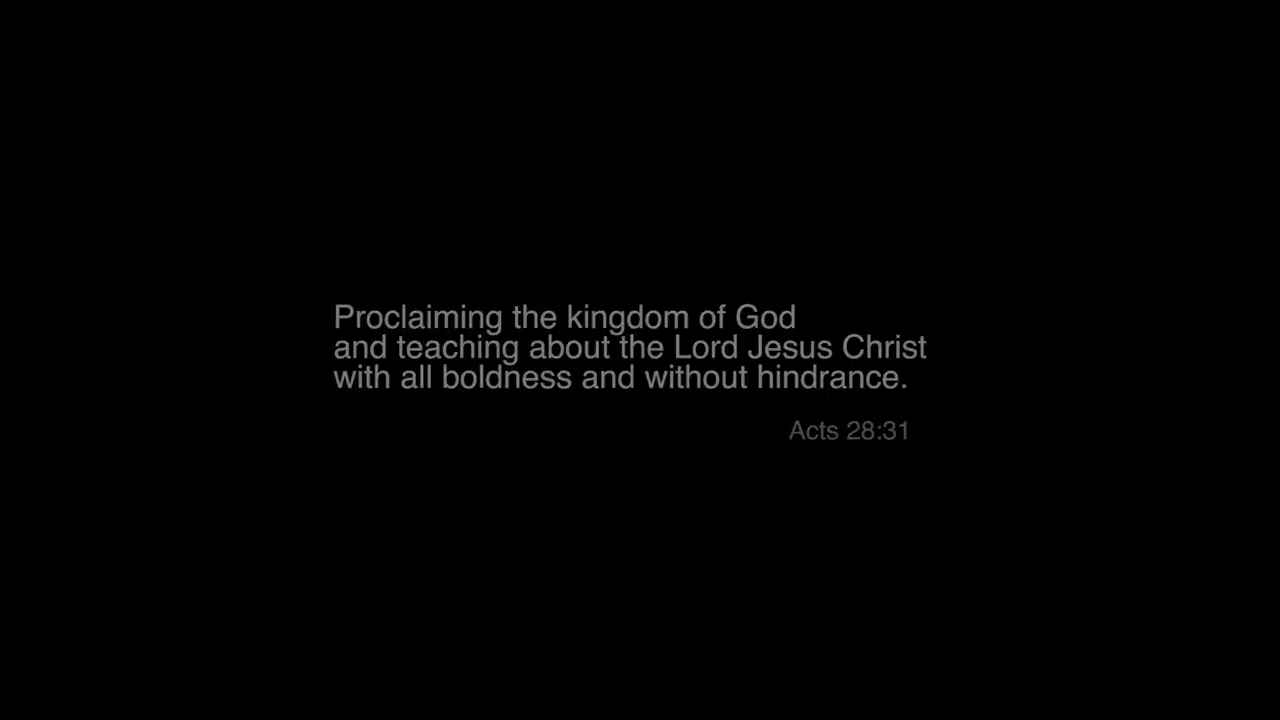 Proclaiming the kingdom of God
and teaching about the Lord Jesus Christ
with all boldness and without hindrance.
Acts 28:31